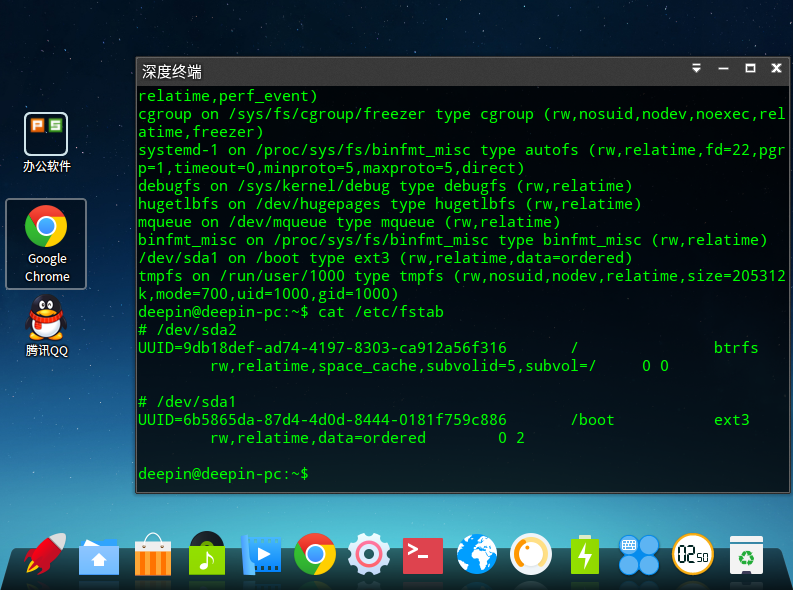 深度终端
relatime,perf_event)
cgroup on /sys/fs/cgroup/freezer type cgroup (rw,nosuid,nodev,noexec,rel
atime,freezer)
systemd-1 on /proc/sys/fs/binfmt_misc type autofs (rw,relatime,fd=22,pgr
p=1,timeout=0,minproto=5,maxproto=5,direct)
debugfs on /sys/kernel/debug type debugfs (rw,relatime)
hugetlbfs on /dev/hugepages type hugetlbfs (rw,relatime)
mqueue on /dev/mqueue type mqueue (rw,relatime)
binfmt_misc on /proc/sys/fs/binfmt_misc type binfmt_misc (rw,relatime)
/dev/sda1 on /boot type ext3 (rw,relatime,data=ordered)
tmpfs on /run/user/1000 type tmpfs (rw,nosuid,nodev,relatime,size=205312
k,mode=700,uid=1000,gid=1000)
deepin@deepin-pc:~$ cat /etc/fstab
# /dev/sda2
UUID=9db18def-ad74-4197-8303-ca912a56f316       /               btrfs
        rw,relatime,space_cache,subvolid=5,subvol=/     0 0

# /dev/sda1
UUID=6b5865da-87d4-4d0d-8444-0181f759c886       /boot           ext3
        rw,relatime,data=ordered        0 2

deepin@deepin-pc:~$
P S
办公软件
Google
Chrome
腾讯QQ
>_
02 50